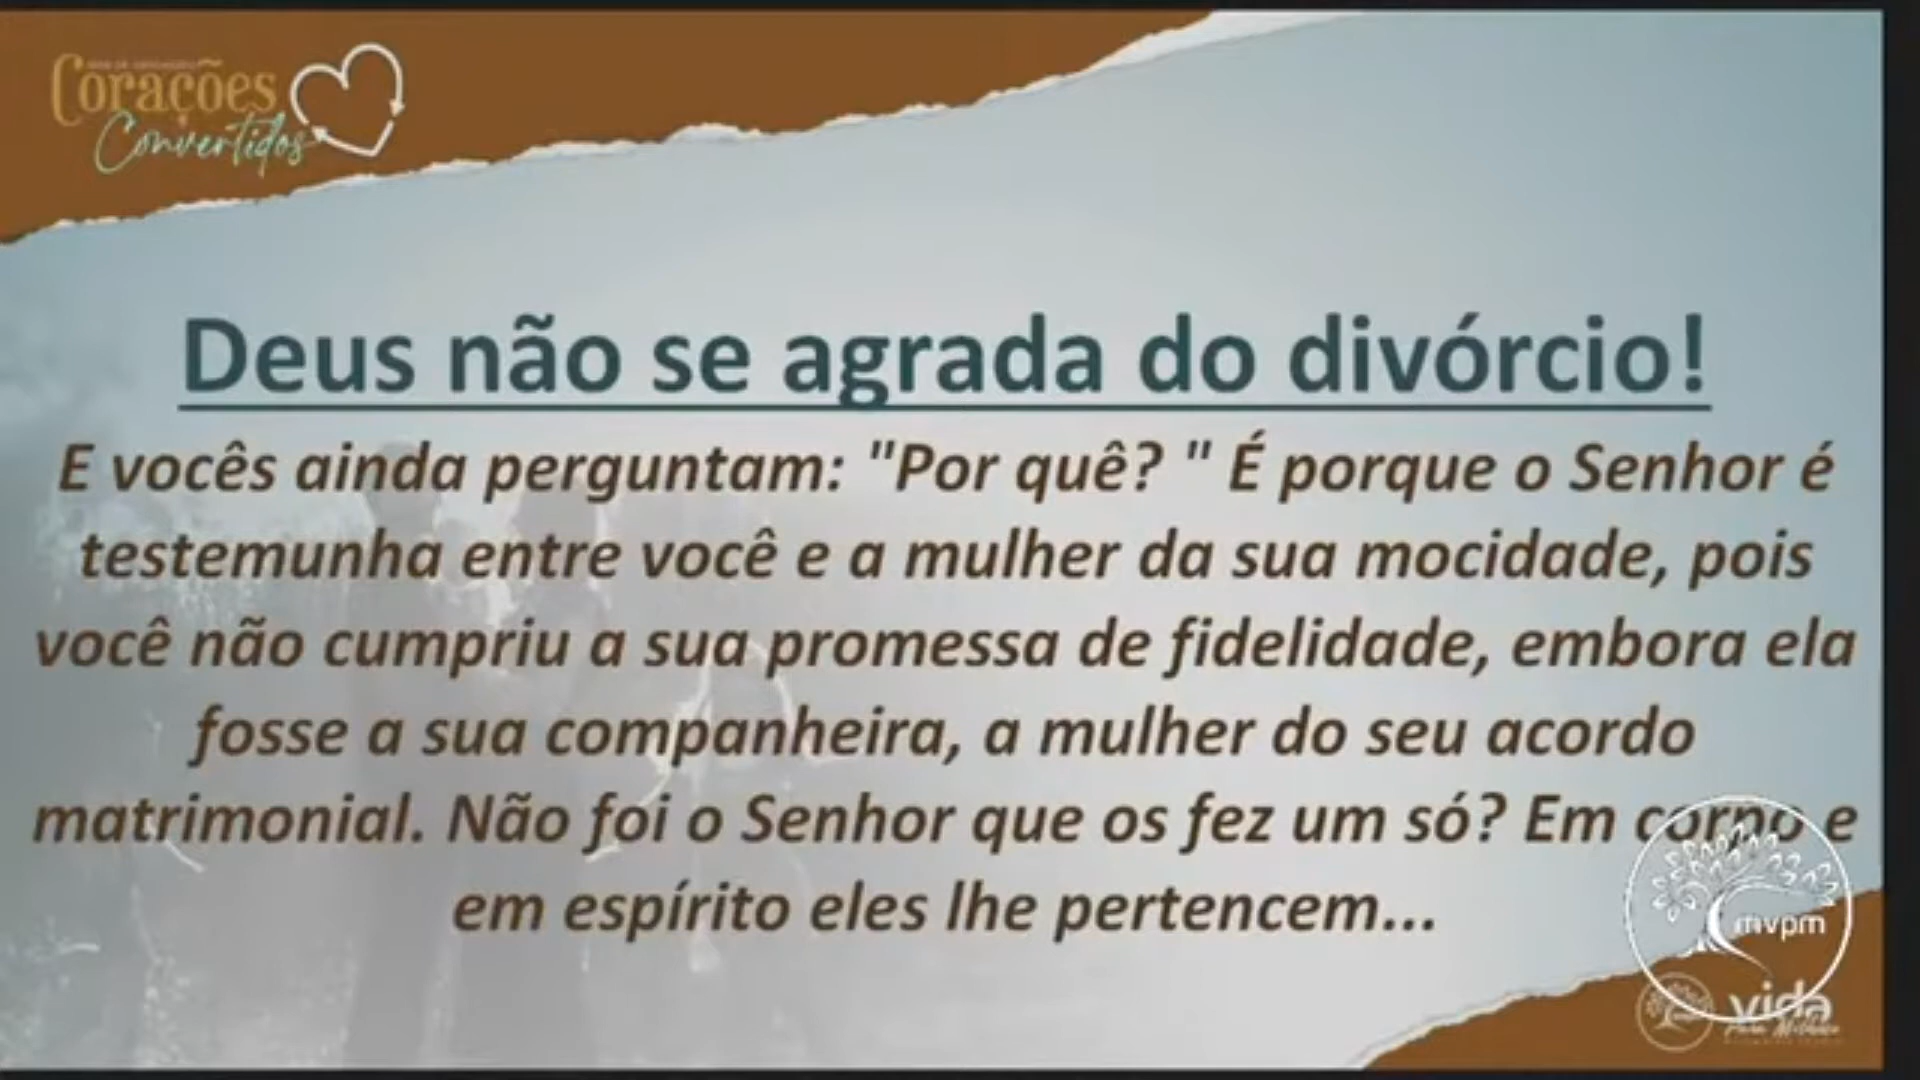 Corações
Convertidos
Deus não se agrada do divórcio!
E vocês ainda perguntam: "Por quê? " É porque o Senhor é
testemunha entre você e a mulher da sua mocidade, pois
você não cumpriu a sua promessa de fidelidade, embora ela
fosse a sua companheira, a mulher do seu acordo
matrimonial. Não foi o Senhor que os fez um só? Em corpo e
em espírito eles lhe pertencem...
mvpm
vida